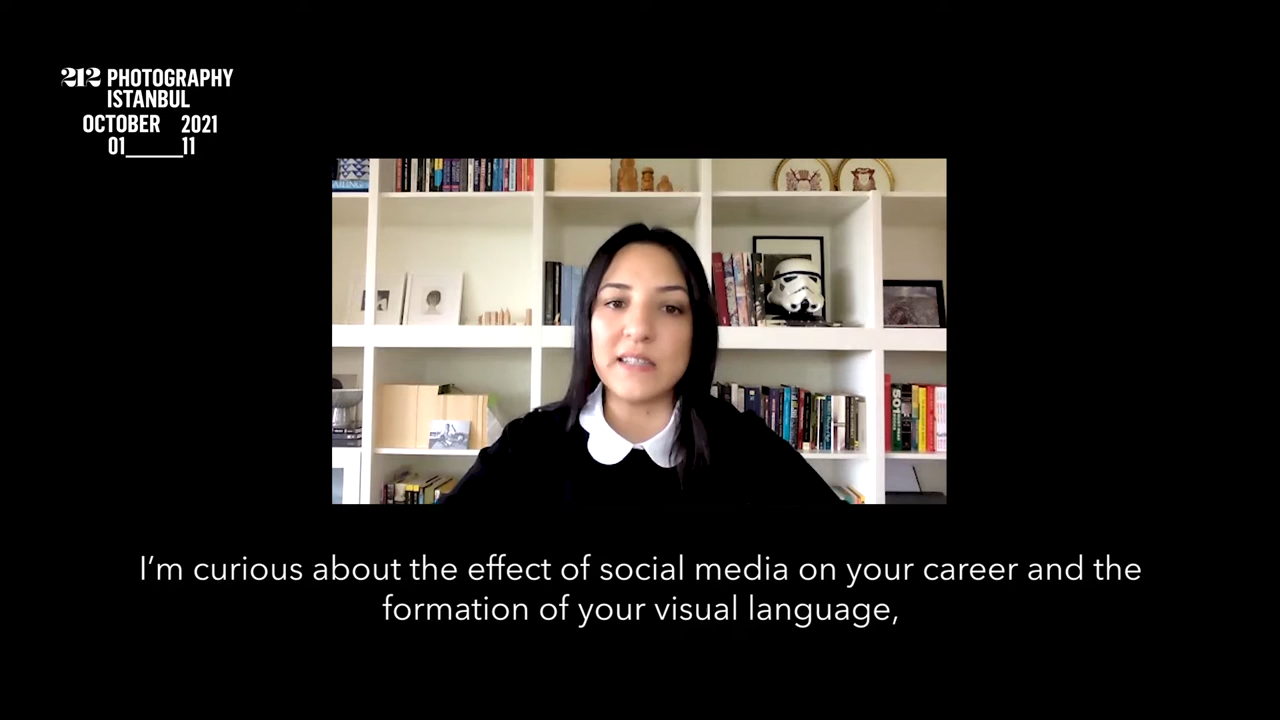 212 PHOTOGRAPHY
ISTANBUL
OCTOBER 2021
01 11
AILING
I'm curious about the effect of social media on your career and the
formation of your visual language,